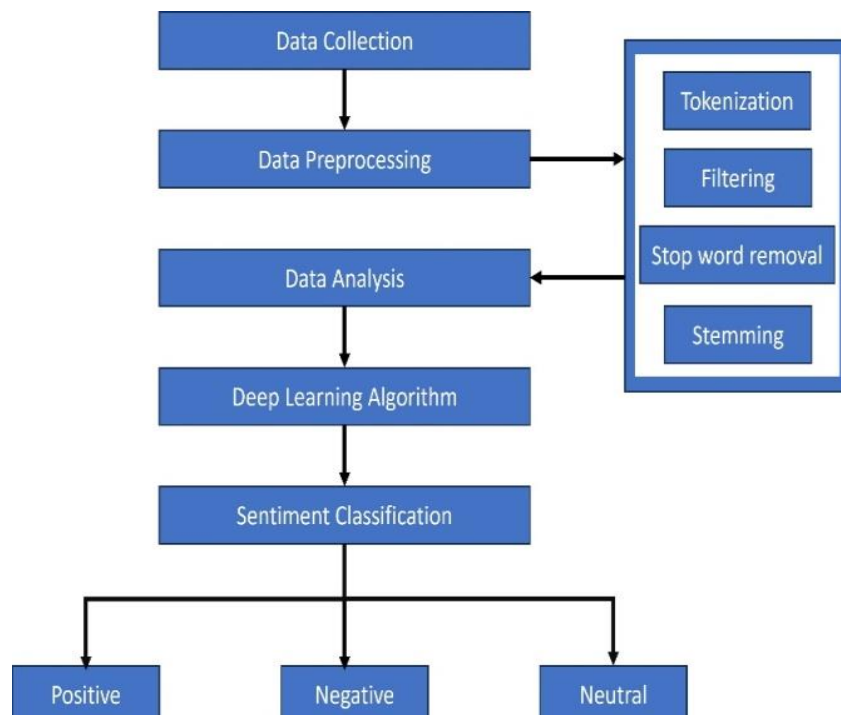 Data Collection
Data Preprocessing
Tokenization
Filtering
Stop word removal
Stemming
Data Analysis
Deep Learning Algorithm
Sentiment Classification
Positive
Negative
Neutral